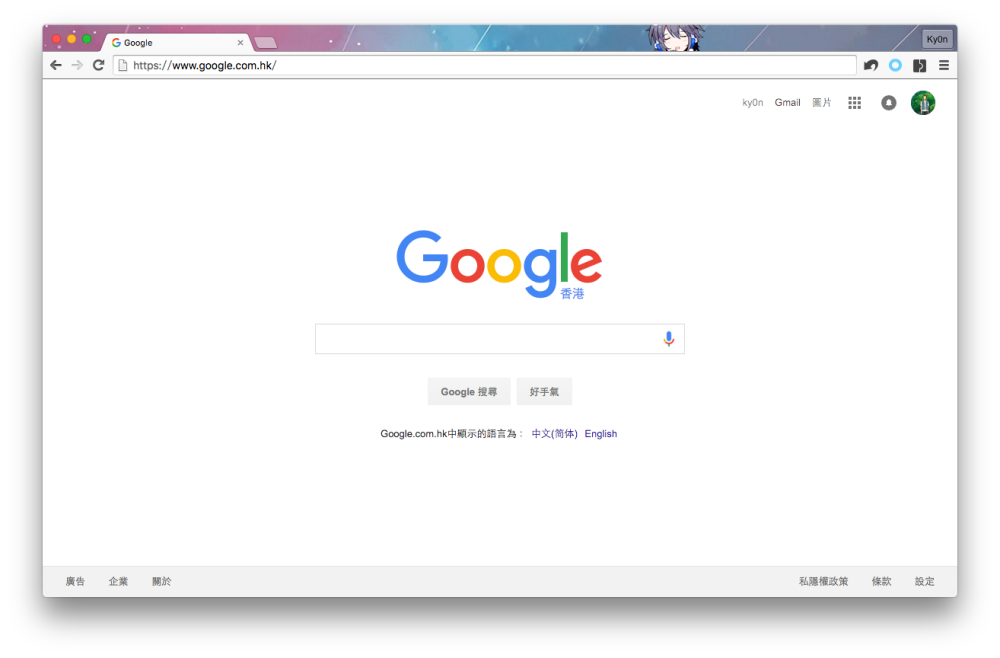 Google
Ky0n
https://www.google.com.hk/
ky0n Gmail 圖片
Google
香港
Google 搜尋 好手氣
Google.com.hk中顯示的語言為： 中文(简体) English
廣告 企業 關於 私隱權政策 條款 設定